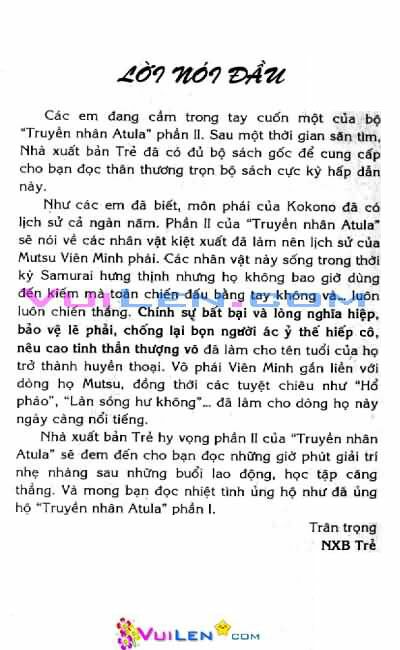 LỜI NÓI ĐẦU
Các em đang cầm trong tay cuốn một của bộ
“Truyền nhân Atula” phần II. Sau một thời gian săn tìm,
Nhà xuất bản Trẻ đã có đủ bộ sách gốc để cung cấp
cho bạn đọc thân thương trọn bộ sách cực kỳ hấp dẫn
này.
Như các em đã biết, môn phái của Kokono đã có
lịch sử cả ngàn năm. Phần II của “Truyền nhân Atula”
sẽ nói về các nhân vật kiệt xuất đã làm nên lịch sử của
Mutsu Viên Minh phái. Các nhân vật này sống trong thời
kỳ Samurai hưng thịnh nhưng họ không bao giờ dùng
đến kiếm mà toàn chiến đấu bằng tay không và... luôn
luôn chiến thắng. Chính sự bất bại và lòng nghĩa hiệp,
bảo vệ lẽ phải, chống lại bọn người ác ỷ thế hiếp cô,
nêu cao tinh thần thượng võ đã làm cho tên tuổi của họ
trở thành huyền thoại. Võ phái Viên Minh gắn liền với
dòng họ Mutsu, đồng thời các tuyệt chiêu như “Hổ
pháo”, “Làn sóng hư không”... đã làm cho dòng họ này
ngày càng nổi tiếng.
Nhà xuất bản Trẻ hy vọng phần II của “Truyền nhân
Atula” sẽ đem đến cho bạn đọc những giờ phút giải trí
nhẹ nhàng sau những buổi lao động, học tập căng
thẳng. Và mong bạn đọc nhiệt tình ủng hộ như đã ủng
hộ “Truyền nhân Atula” phần I.
Trân trọng
NXB Trẻ
VUILEN.COM
VUILEN.COM